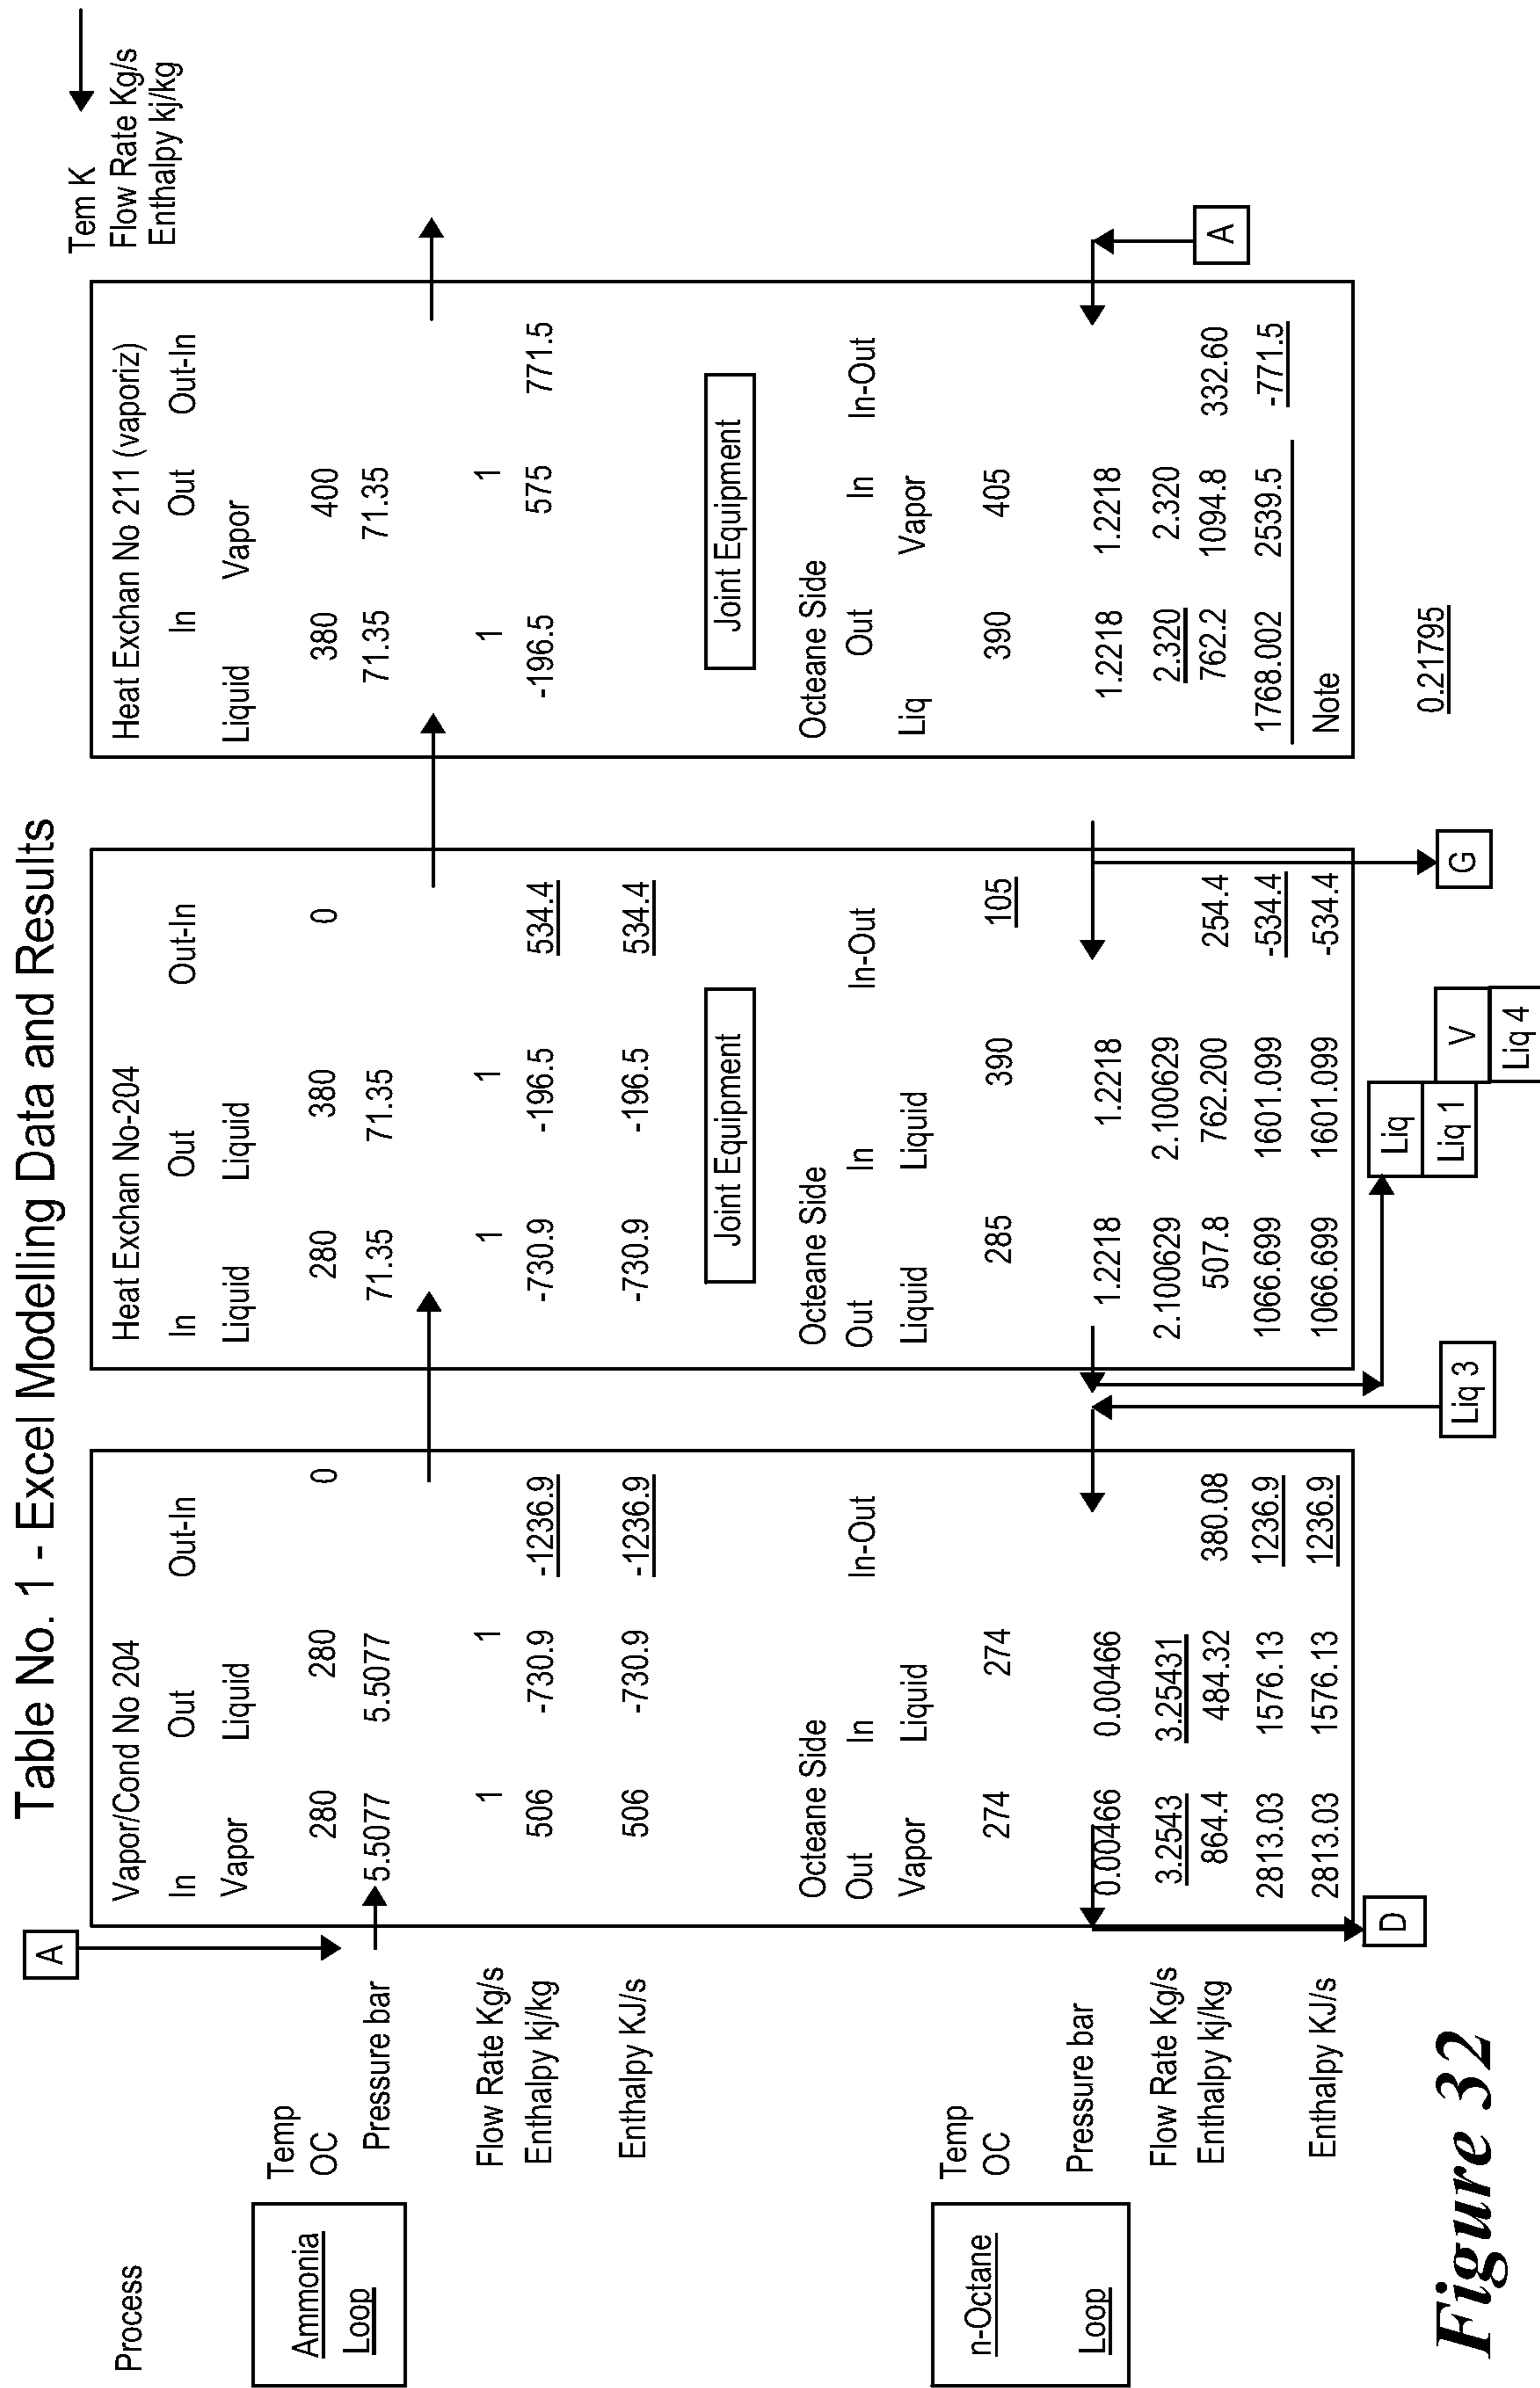 Table No. 1 - Excel Modelling Data and Results
Tem K
Flow Rate Kg/s
Enthalpy kj/kg
A
Process
Vapor/Cond No 204
Heat Exchan No-204
Heat Exchan No 211 (vaporiz)
In Out Out-In In Out Out-In In Out Out-In
Vapor Liquid Liquid Liquid Liquid Vapor
Ammonia
Loop
Temp
OC 280 280 0 280 380 0 380 400
Pressure bar 5.5077 5.5077 71.35 71.35 71.35 71.35
Flow Rate Kg/s 1 1 1 1 1 1
Enthalpy kj/kg 506 -730.9 -1236.9 -730.9 -196.5 534.4 -196.5 575 771.5
Enthalpy KJ/s 506 -730.9 -1236.9 -730.9 -196.5 534.4
Joint Equipment Joint Equipment
Octeane Side Octeane Side Octeane Side
Out In In-Out Out In In-Out Out In In-Out
Vapor Liquid Liquid Liquid Liq Vapor
n-Octane
Loop
Temp
OC 274 274 285 390 105 390 405
Pressure bar 0.00466 0.00466 1.2218 1.2218 1.2218 1.2218
Flow Rate Kg/s 3.2543 3.25431 2.100629 2.100629 2.320 2.320
Enthalpy kj/kg 864.4 484.32 380.08 507.8 762.200 254.4 762.2 1094.8 332.60
2813.03 1576.13 1236.9 1066.699 1601.099 -534.4 1768.002 2539.5 -771.5
Enthalpy KJ/s 2813.03 1576.13 1236.9 1066.699 1601.099 -534.4 Note
A
D
Liq 3
Liq
Liq 1
V
Liq 4
G
0.21795
Figure 32